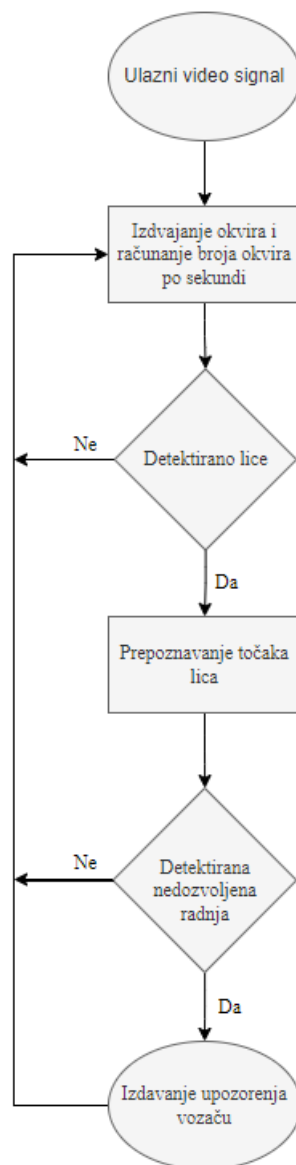 Ulazni video signal
Izdvajanje okvira i
računanje broja okvira
po sekundi
Ne
Detektirano lice
Da
Prepoznavanje točaka
lica
Ne
Detektirana
nedozvoljena
radnja
Da
Izdavanje upozorenja
vozaču